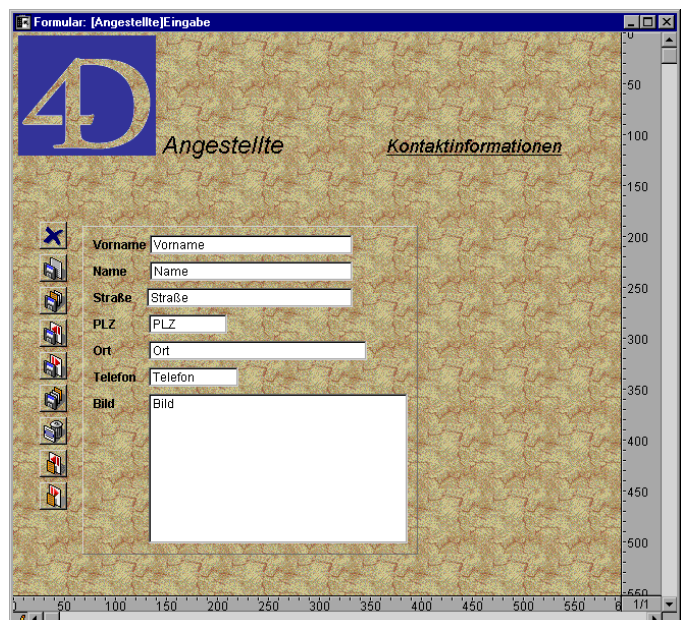 Formular: [Angestellte]Eingabe
0
50
100
150
200
250
300
350
400
450
500
550
4D
Angestellte
Kontaktinformationen
Vorname Vorname
Name Name
Straße Straße
PLZ PLZ
Ort Ort
Telefon Telefon
Bild Bild
50 100 150 200 250 300 350 400 450 500 550 6
1/1